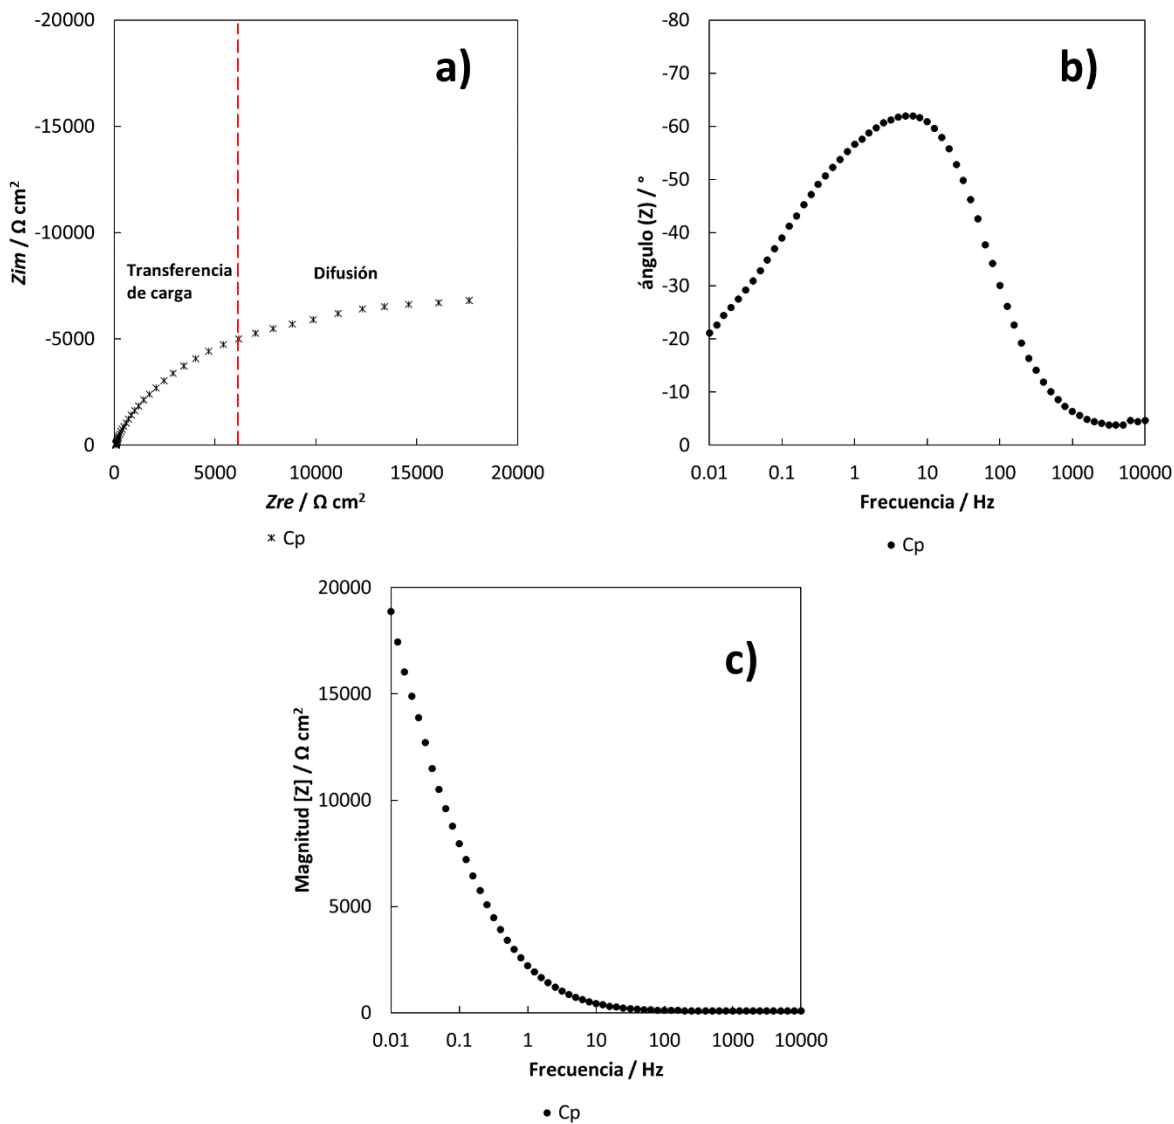 -20000
-15000
-10000
-5000
0
Zim / Ω cm²
a)
Transferencia
de carga
Difusión
0 5000 10000 15000 20000
Zre / Ω cm²
Cp
-80
-70
-60
-50
-40
-30
-20
-10
0
ángulo (Z) / °
b)
0.01 0.1 1 10 100 1000 10000
Frecuencia / Hz
Cp
20000
15000
10000
5000
0
Magnitud [Z] / Ω cm²
c)
0.01 0.1 1 10 100 1000 10000
Frecuencia / Hz
Cp